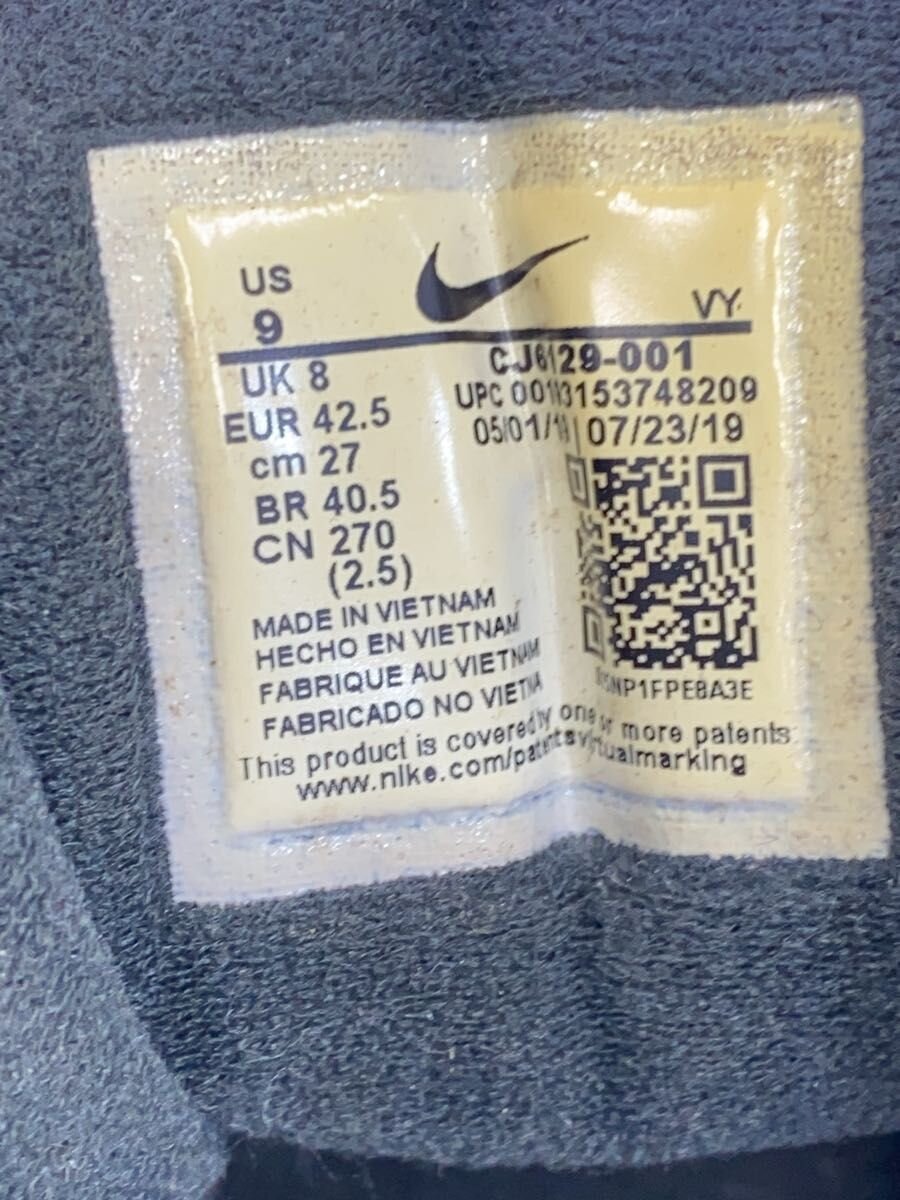 US
9
VY
UK 8
EUR 42.5
cm 27
BR 40.5
CN 270
(2.5)
CJ6129-001
UPC
05/01/19 07/23/19
MADE IN VIETNAM
HECHO EN VIETNAM
FABRIQUE AU VIETNAM
FABRICADO NO
This product is covered by one or more patents
www.nike.com/patentsvirtualmarking